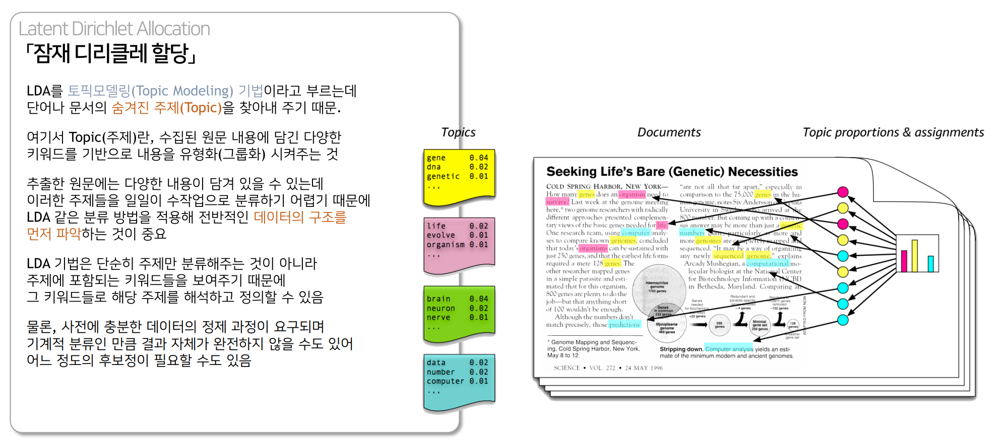 Latent Dirichlet Allocation
「잠재 디리클레 할당」
LDA를 토픽모델링(Topic Modeling) 기법이라고 부르는데
단어나 문서의 숨겨진 주제(Topic)을 찾아내 주기 때문.
여기서 Topic(주제)란, 수집된 원문 내용에 담긴 다양한
키워드를 기반으로 내용을 유형화(그룹화) 시켜주는 것
추출한 원문에는 다양한 내용이 담겨 있을 수 있는데
이러한 주제들을 일일이 수작업으로 분류하기 어렵기 때문에
LDA 같은 분류 방법을 적용해 전반적인 데이터의 구조를
먼저 파악하는 것이 중요
LDA 기법은 단순히 주제만 분류해주는 것이 아니라
주제에 포함되는 키워드들을 보여주기 때문에
그 키워드들로 해당 주제를 해석하고 정의할 수 있음
물론, 사전에 충분한 데이터의 정제 과정이 요구되며
기계적 분류인 만큼 결과 자체가 완전하지 않을 수도 있어
어느 정도의 후보정이 필요할 수도 있음
Topics
gene 0.04
dna 0.02
genetic 0.01
.,,
life 0.02
evolve 0.01
organism 0.01
.,,
brain 0.04
neuron 0.02
nerve 0.01
...
data 0.02
number 0.02
computer 0.01
.,,
Documents
Topic proportions & assignments
Seeking Life's Bare (Genetic) Necessities
COLD SPRING HARBOR, NEW YORK—
How many genes does an organism need to
survive? Last week at the genome meeting
here,* two genome researchers with radically
different approaches presented complemen-
tary views of the basic genes needed for life.
One research team, using computer analy-
ses to compare known genomes, concluded
that today's organisms can be sustained with
just 250 genes, and that the earliest life forms
required a mere 128 genes. The
other researcher mapped genes
in a simple parasite and esti-
mated that for this organism,
800 genes are plenty to do the
job—but that anything short
of 100 wouldn't be enough.
Although the numbers don't
match precisely, those predictions
* Genome Mapping and Sequenc-
ing, Cold Spring Harbor, New York,
May 8 to 12.
"are not all that far apart," especially in
comparison to the 75,000 genes in the hu-
man genome, notes Siv Andersson of Uppsala
University in Sweden, who arrived at the
800 number. But coming up with a consen-
sus answer may be more than just a genetic
numbers game, particularly as more and
more genomes are completely mapped and
sequenced. "It may be a way of organizing
any newly sequenced genome," explains
Arcady Mushegian, a computational mo-
lecular biologist at the National Center
for Biotechnology Information (NCBI)
in Bethesda, Maryland. Comparing an
Haemophilus
genome
1703 genes
Genes
in common
233 genes
Mycoplasma
genome
469 genes
Genes
needed
for biochemical
pathways
+22 genes
256
genes
Redundant and
parasite-specific
genes removed
– 4 genes
Minimal
gene set
250 genes
Related and
modern genes
removed
–122 genes
128
genes
Ancestral
gene set
ADAPTED FROM NCBI
Stripping down. Computer analysis yields an esti-
mate of the minimum modern and ancient genomes.
SCIENCE • VOL. 272 • 24 MAY 1996